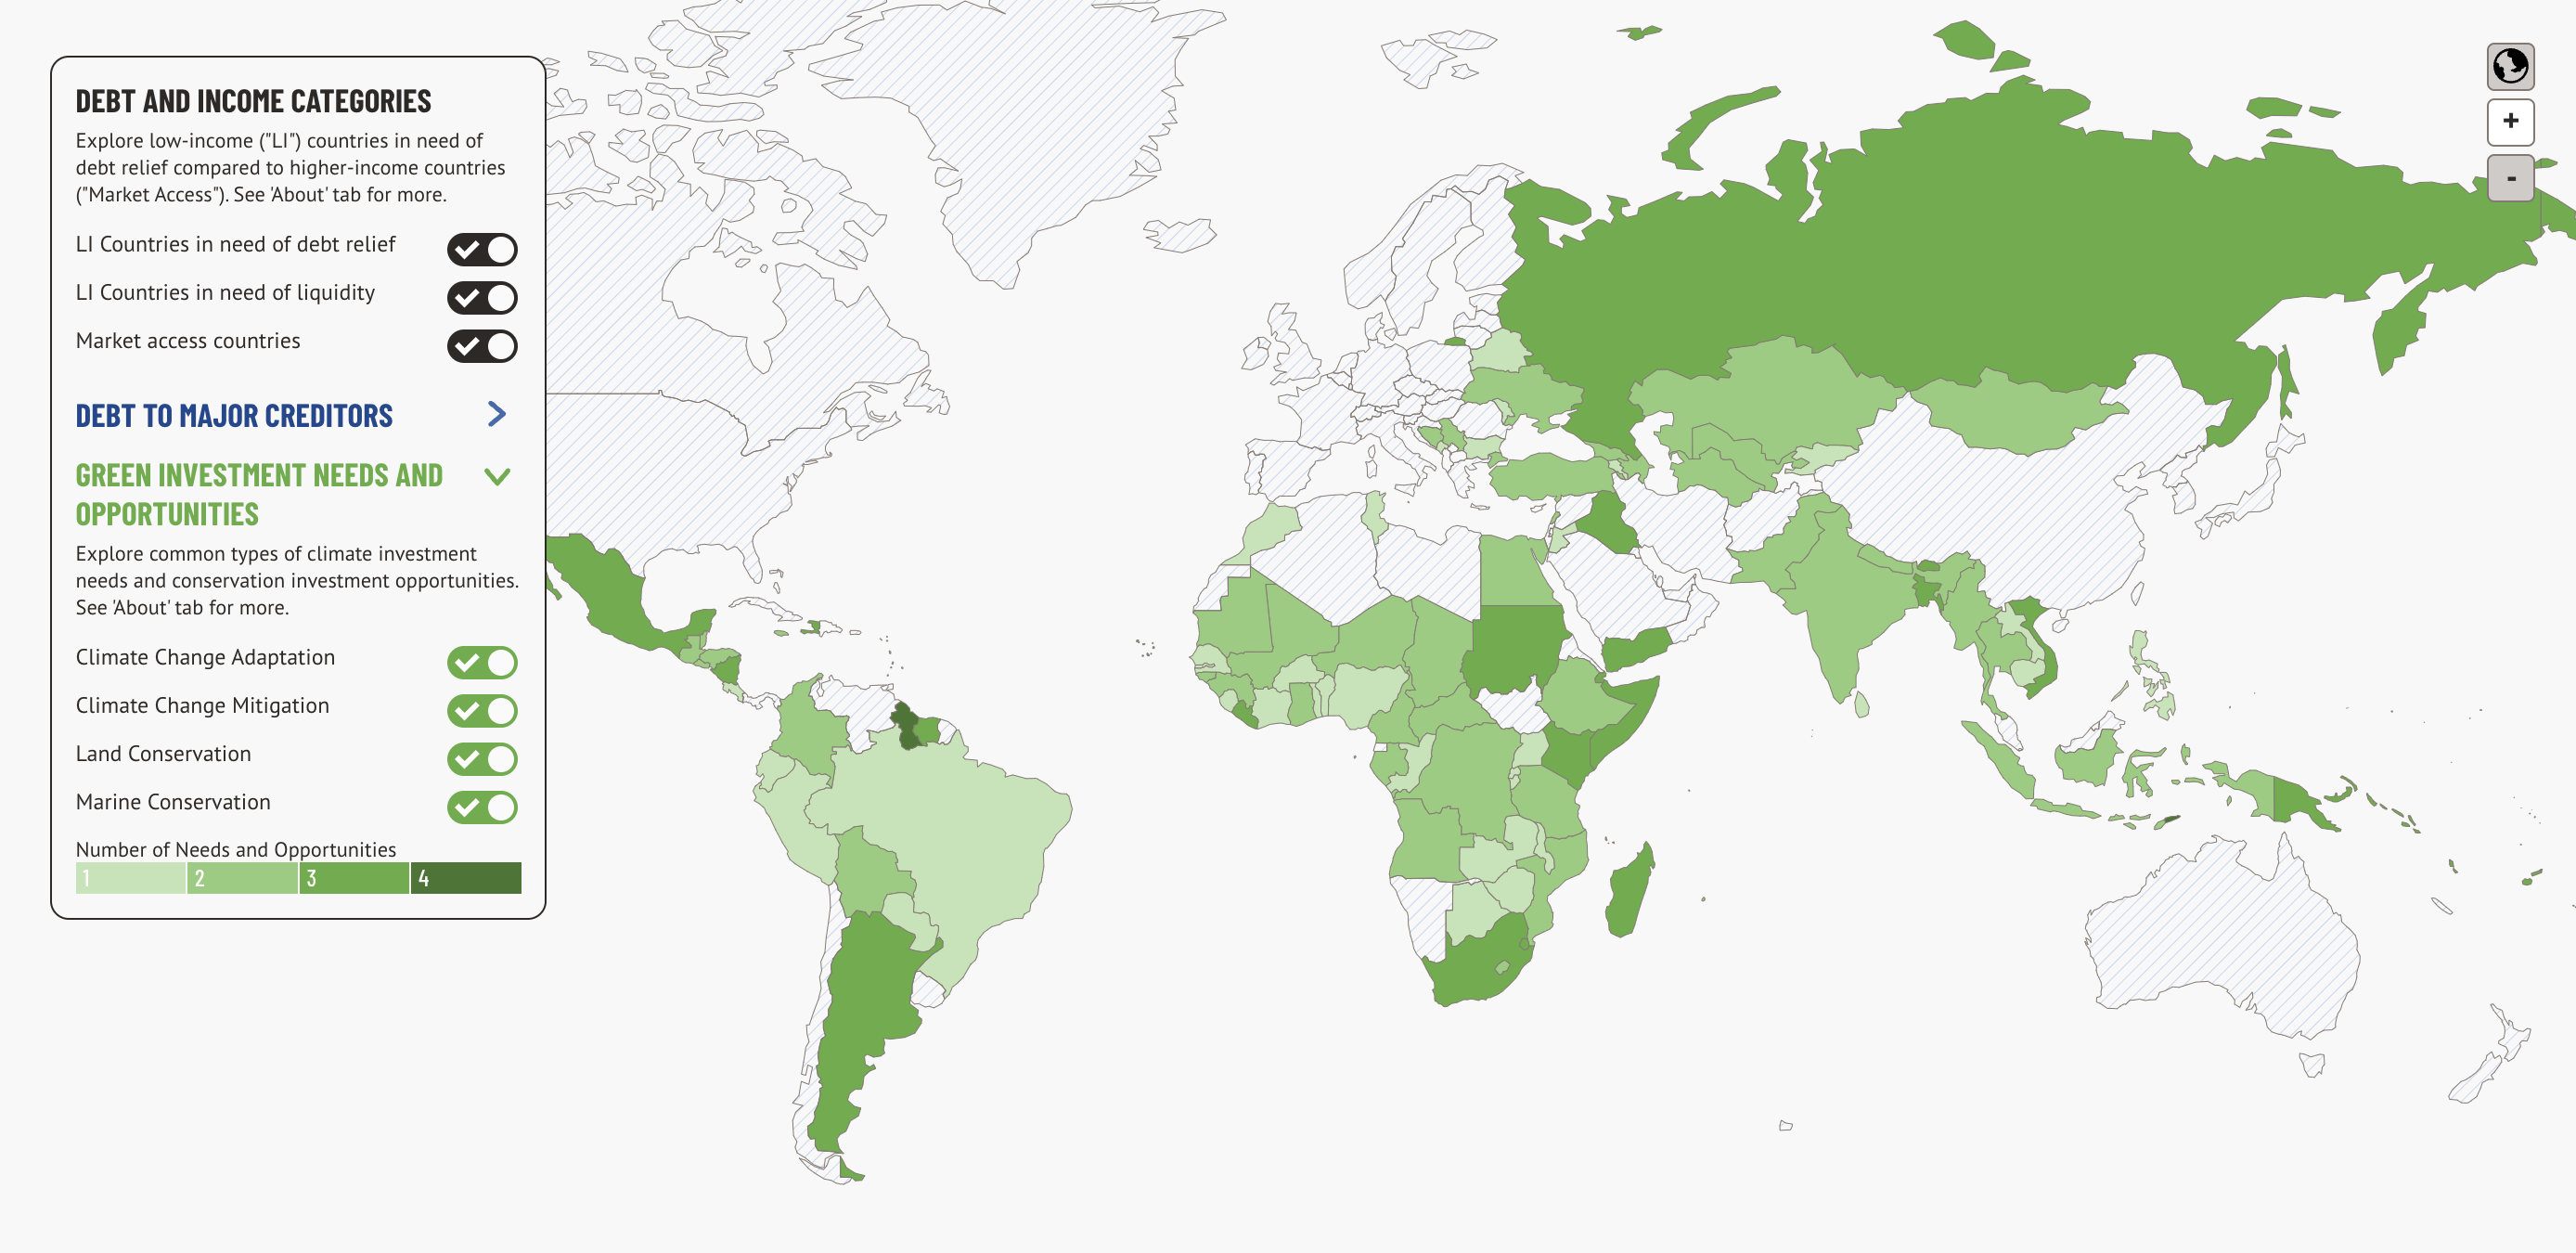 DEBT AND INCOME CATEGORIES
Explore low-income ("LI") countries in need of
debt relief compared to higher-income countries
("Market Access"). See 'About' tab for more.
LI Countries in need of debt relief
LI Countries in need of liquidity
Market access countries
DEBT TO MAJOR CREDITORS
GREEN INVESTMENT NEEDS AND
OPPORTUNITIES
Explore common types of climate investment
needs and conservation investment opportunities.
See 'About' tab for more.
Climate Change Adaptation
Climate Change Mitigation
Land Conservation
Marine Conservation
Number of Needs and Opportunities
1 2 3 4
+
-